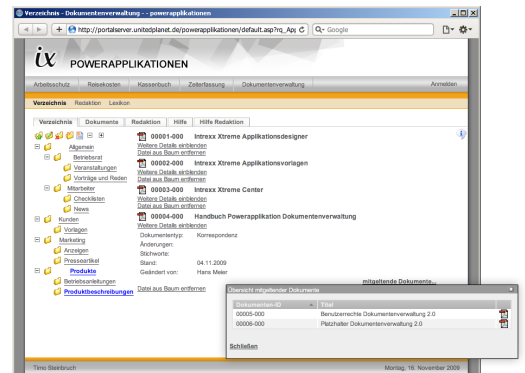 Verzeichnis - Dokumentenverwaltung - - powerapplikationen
http://portalserver.unitedplanet.de/powerapplikationen/default.asp?rq_App
Google
ix POWERAPPLIKATIONEN
Arbeitsschutz Reisekosten Kassenbuch Zeiterfassung Dokumentenverwaltung Anmelden
Verzeichnis Redaktion Lexikon
Verzeichnis Dokumente Redaktion Hilfe Hilfe Redaktion
Allgemein
Betriebsrat
Veranstaltungen
Vorträge und Reden
Mitarbeiter
Checklisten
News
Kunden
Vorlagen
Marketing
Anzeigen
Presseartikel
Produkte
Betriebsanleitungen
Produktbeschreibungen
00001-000 Intrexx Xtreme Applikationsdesigner
Weitere Details einblenden
Datei aus Baum entfernen
00002-000 Intrexx Xtreme Applikationsvorlagen
Weitere Details einblenden
Datei aus Baum entfernen
00003-000 Intrexx Xtreme Center
Weitere Details einblenden
Datei aus Baum entfernen
00004-000 Handbuch Powerapplikation Dokumentenverwaltung
Weitere Details einblenden
Dokumententyp: Korrespondenz
Änderungen:
Stichworte:
Stand: 04.11.2009
Geändert von: Hans Meier
mitgeltende Dokumente...
Datei aus Baum entfernen
Übersicht mitgeltender Dokumente
Dokumenten-ID Titel
00005-000 Benutzerrechte Dokumentenverwaltung 2.0
00006-000 Platzhalter Dokumentenverwaltung 2.0
Schließen
Timo Steinbruch Montag, 16. November 2009